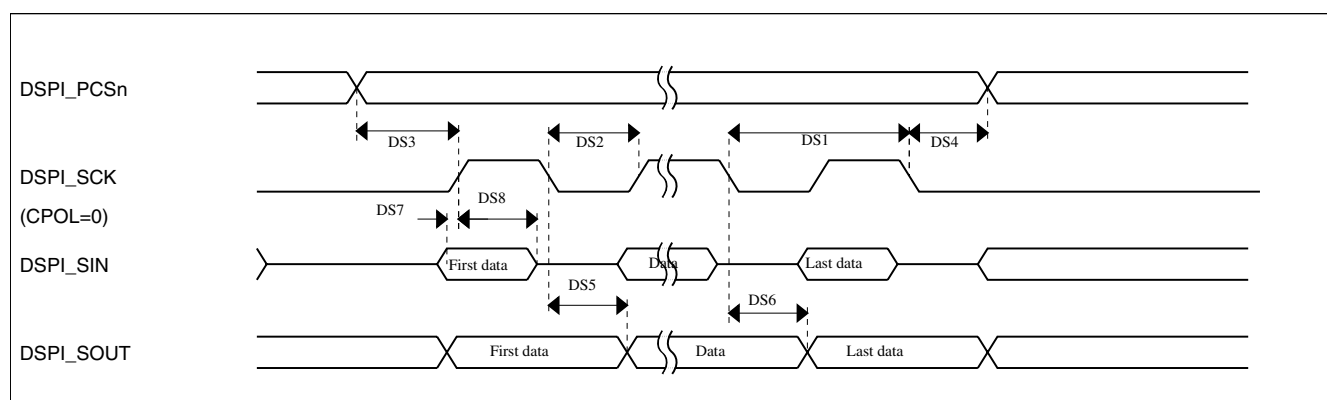 DSPI_PCSn
DS3
DS2
DS1
DS4
DSPI_SCK
(CPOL=0)
DS7
DS8
DSPI_SIN
First data
Data
Last data
DS5
DS6
DSPI_SOUT
First data
Data
Last data